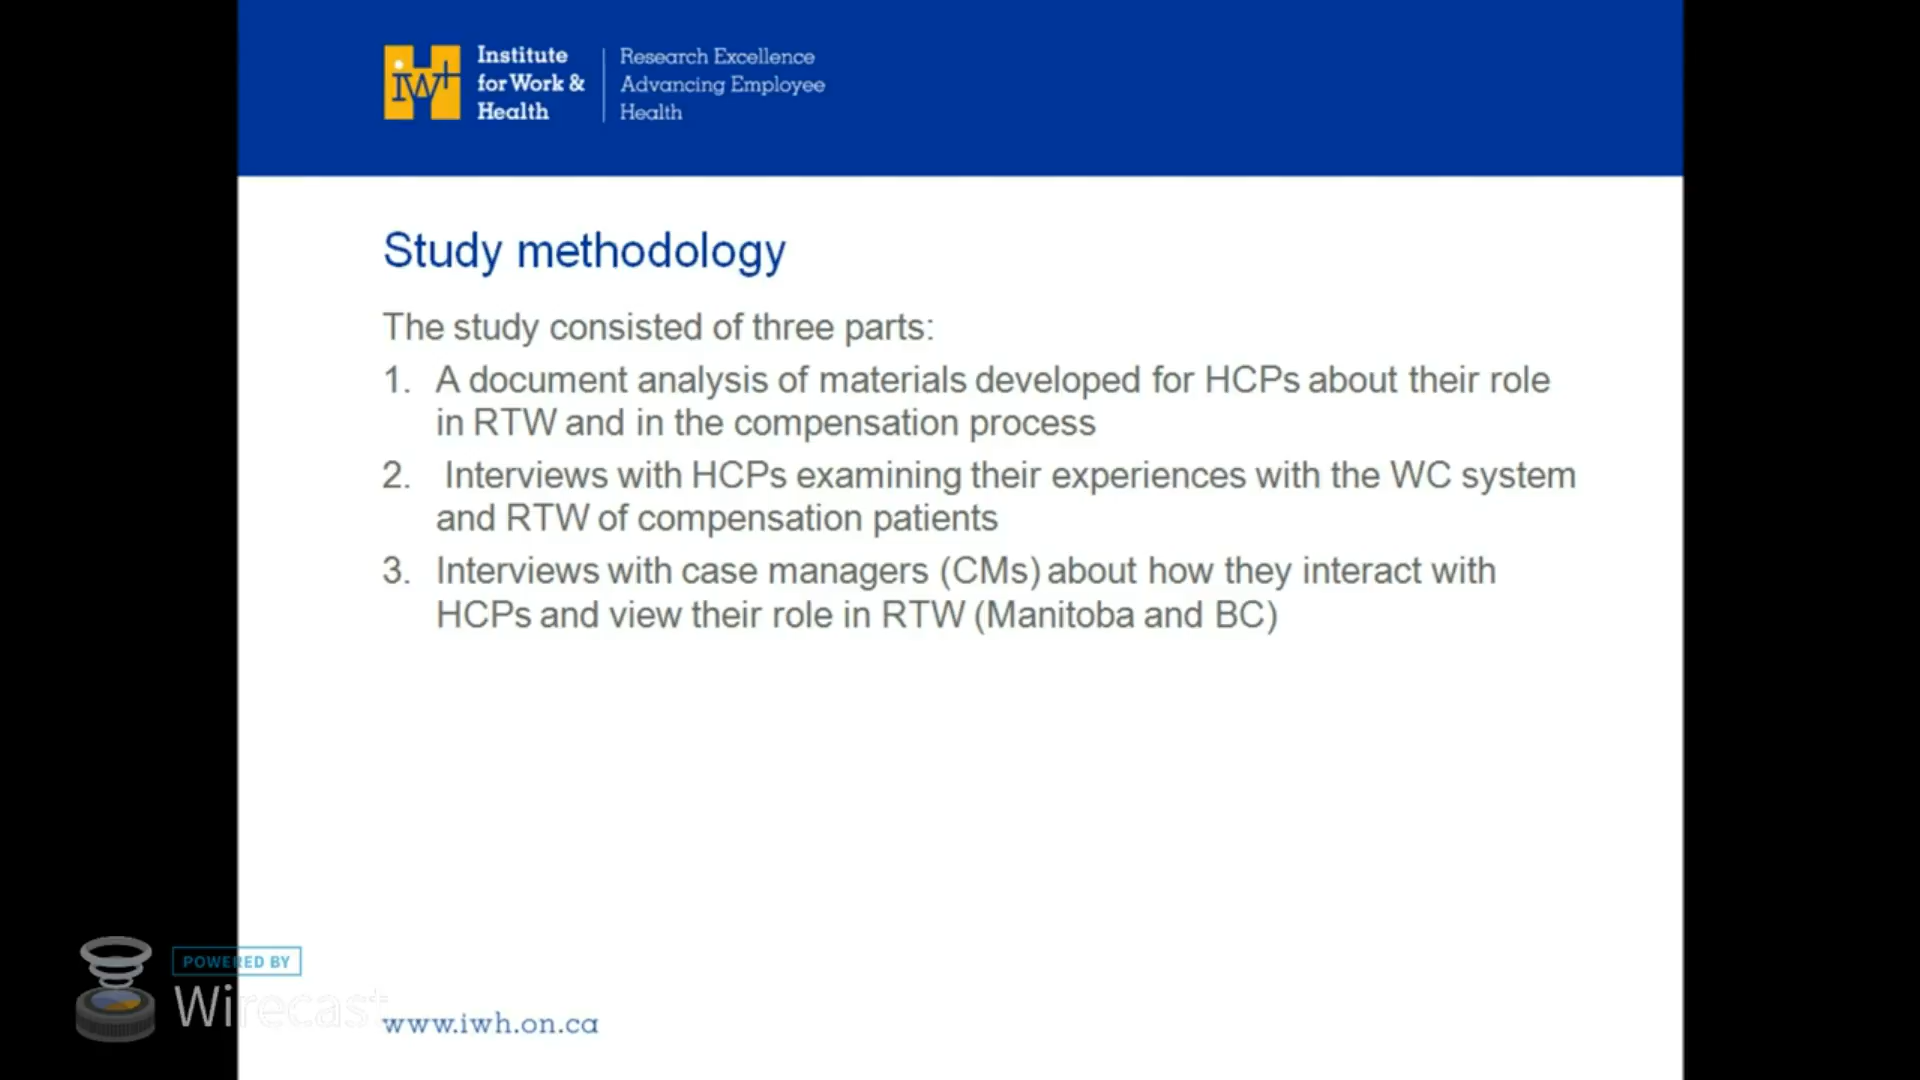 iw+
Institute
for Work &
Health
Research Excellence
Advancing Employee
Health
Study methodology
The study consisted of three parts:
1. A document analysis of materials developed for HCPs about their role
in RTW and in the compensation process
2. Interviews with HCPs examining their experiences with the WC system
and RTW of compensation patients
3. Interviews with case managers (CMs) about how they interact with
HCPs and view their role in RTW (Manitoba and BC)
POWERED BY
Wirecast
www.iwh.on.ca